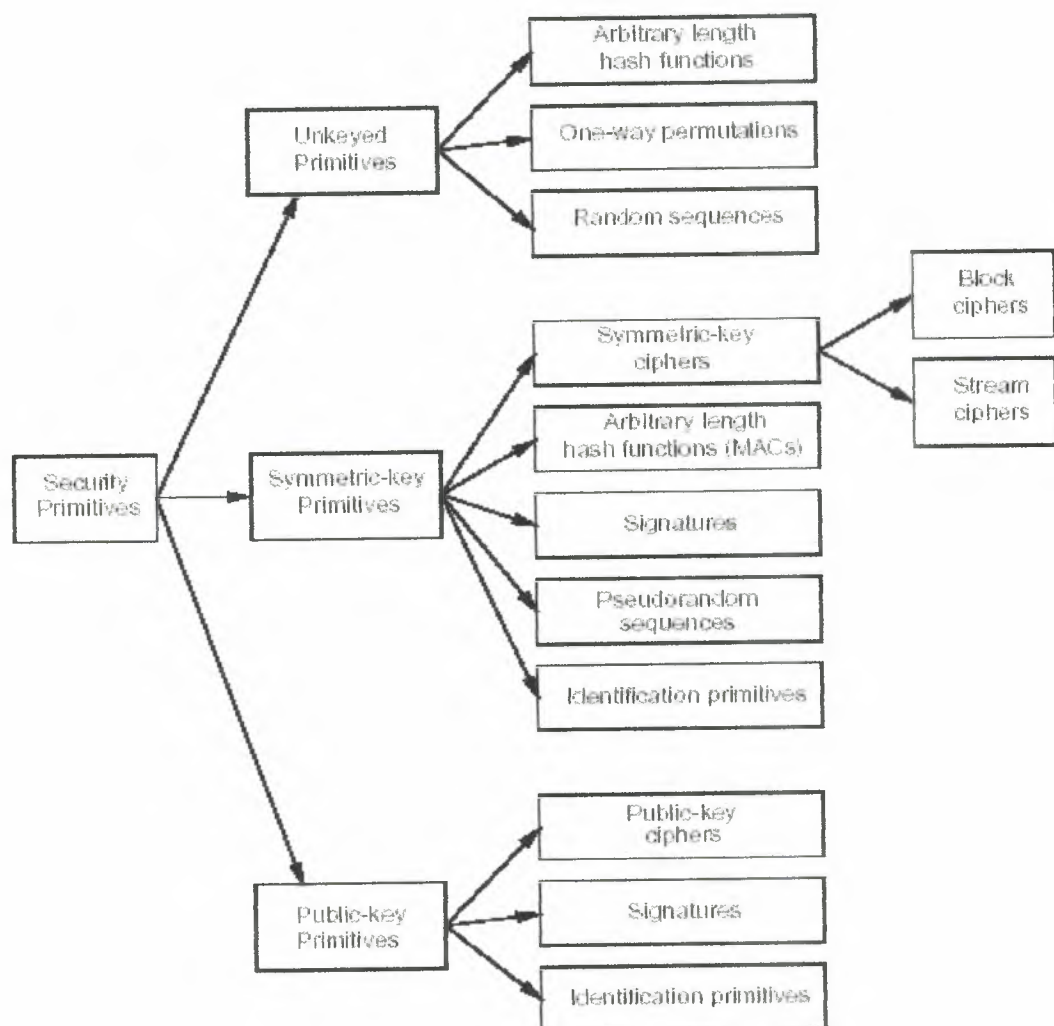 Arbitrary length
hash functions
Unkeyed
Primitives
One-way permutations
Random sequences
Block
ciphers
Symmetric-key
ciphers
Stream
ciphers
Arbitrary length
hash functions (MACs)
Security
Primitives
Symmetric-key
Primitives
Signatures
Pseudorandom
sequences
Identification primitives
Public-key
ciphers
Public-key
Primitives
Signatures
Identification primitives